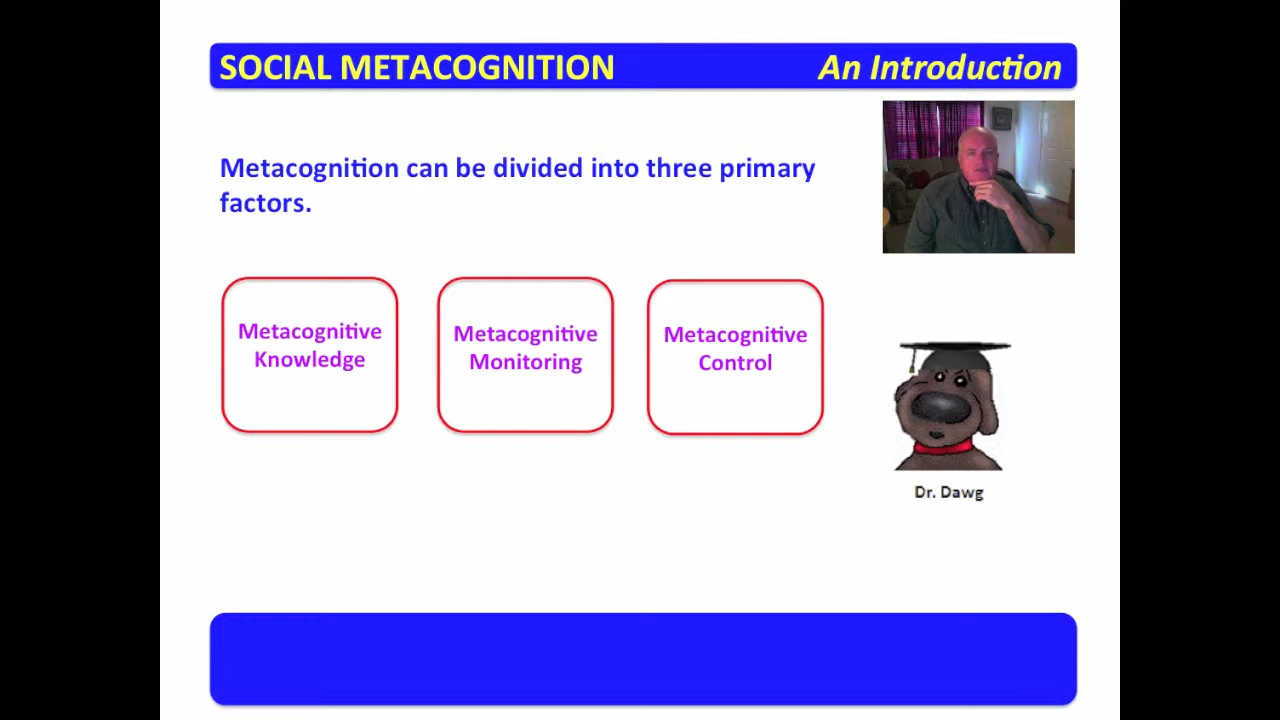 SOCIAL METACOGNITION An Introduction
Metacognition can be divided into three primary
factors.
Metacognitive
Knowledge
Metacognitive
Monitoring
Metacognitive
Control
Dr. Dawg